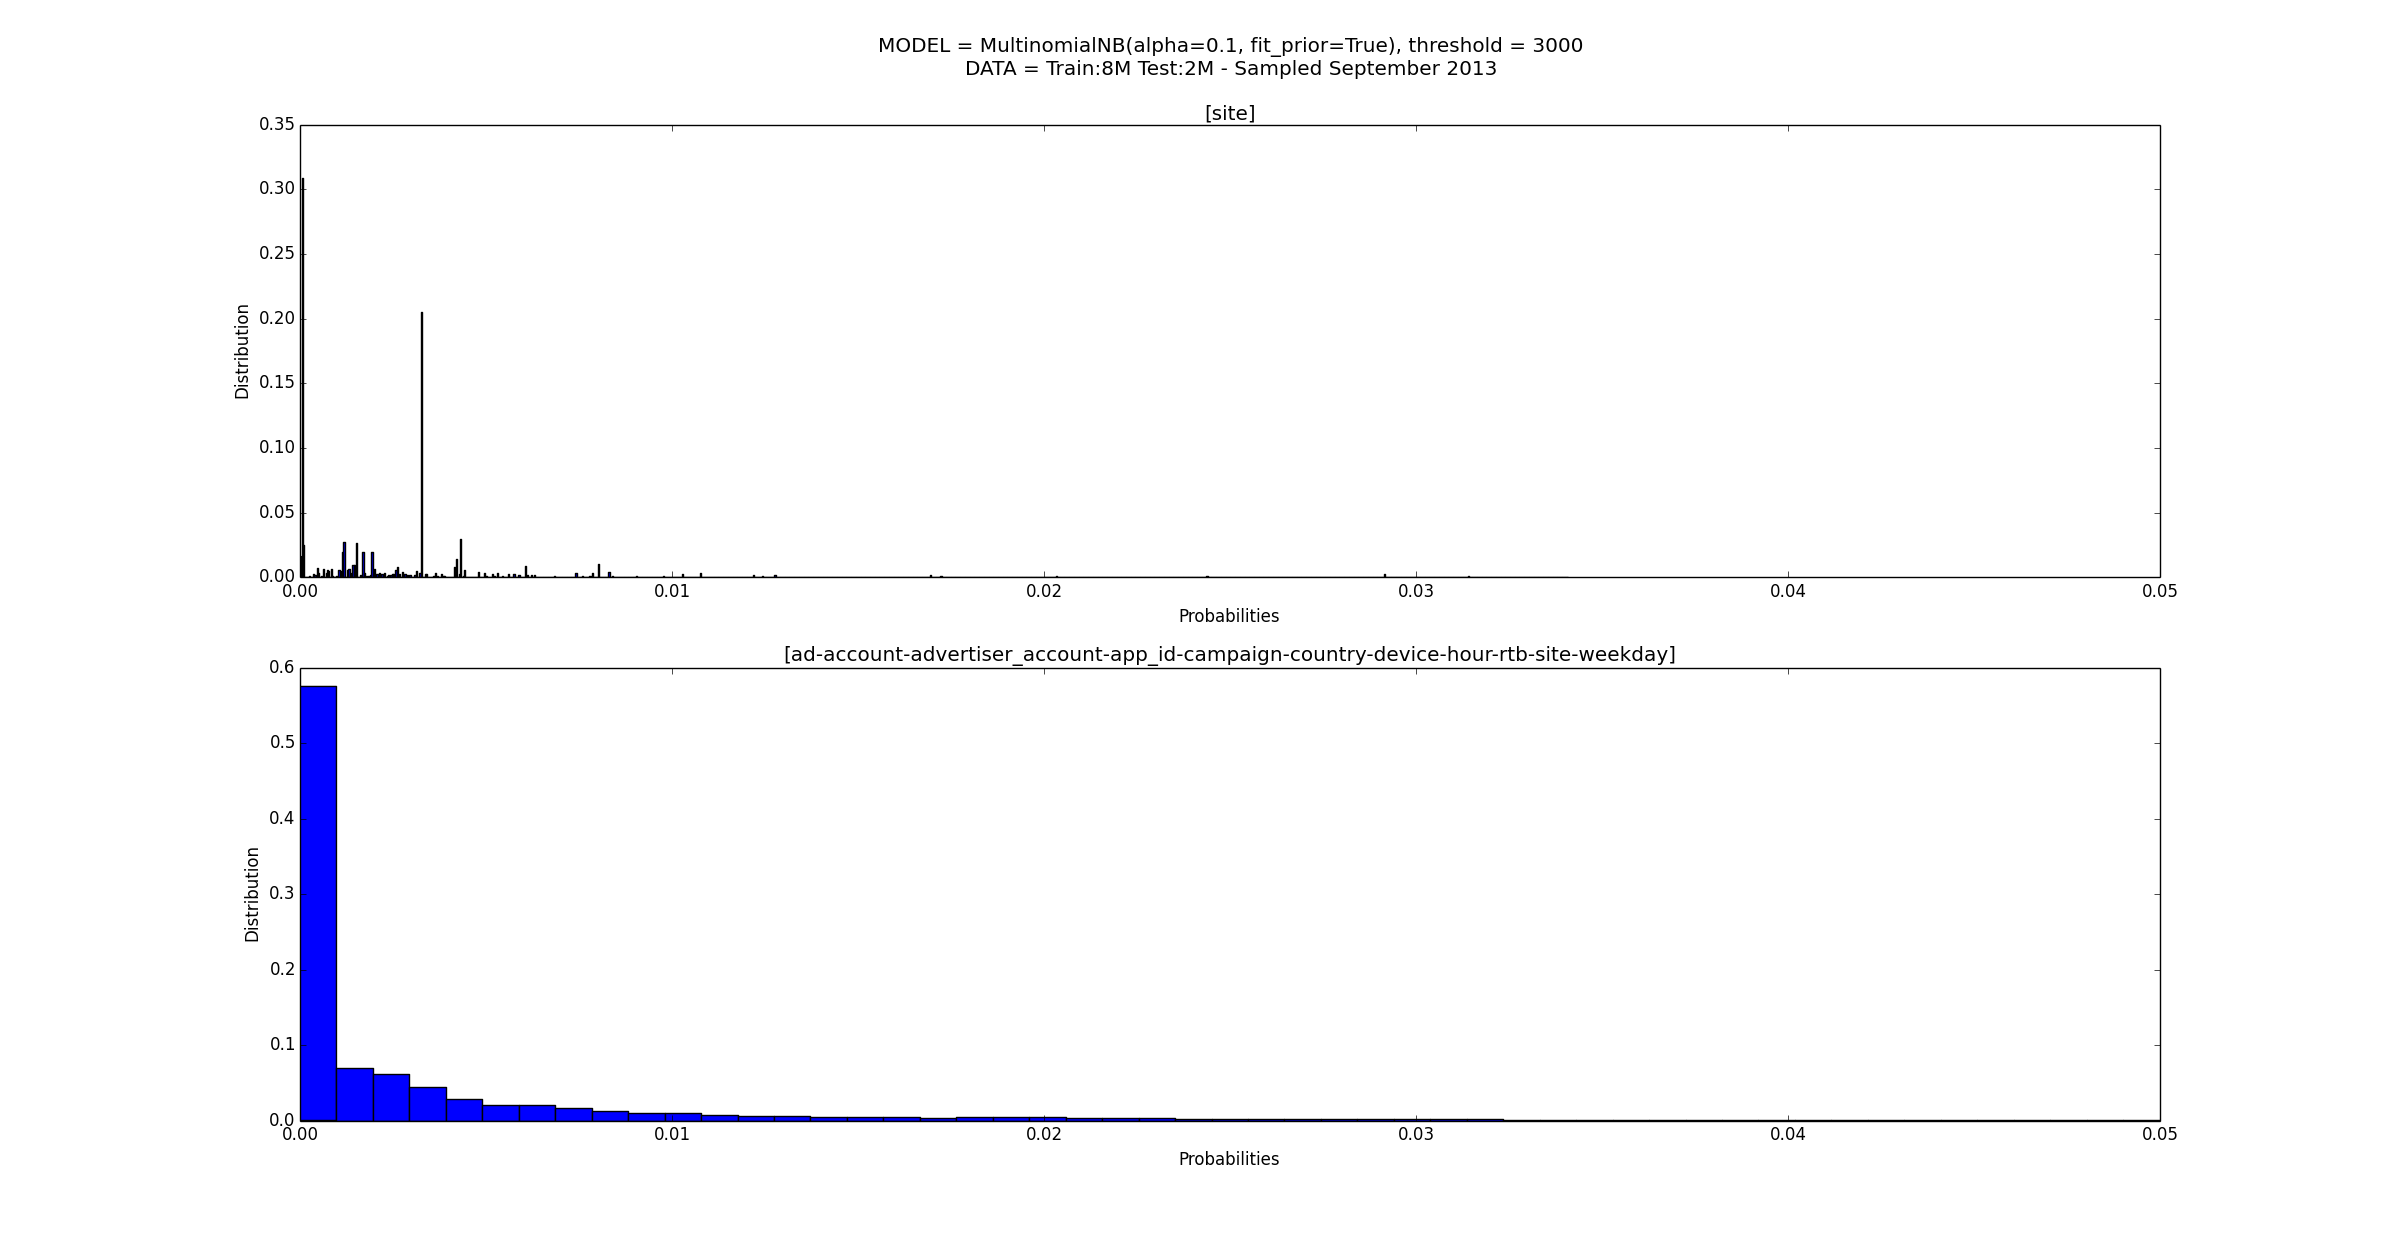 MODEL = MultinomialNB(alpha=0.1, fit_prior=True), threshold = 3000
DATA = Train:8M Test:2M - Sampled September 2013
[site]
0.35
0.30
0.25
0.20
0.15
0.10
0.05
0.00
Distribution
0.00 0.01 0.02 0.03 0.04 0.05
Probabilities
[ad-account-advertiser_account-app_id-campaign-country-device-hour-rtb-site-weekday]
0.6
0.5
0.4
0.3
0.2
0.1
0.0
Distribution
0.00 0.01 0.02 0.03 0.04 0.05
Probabilities